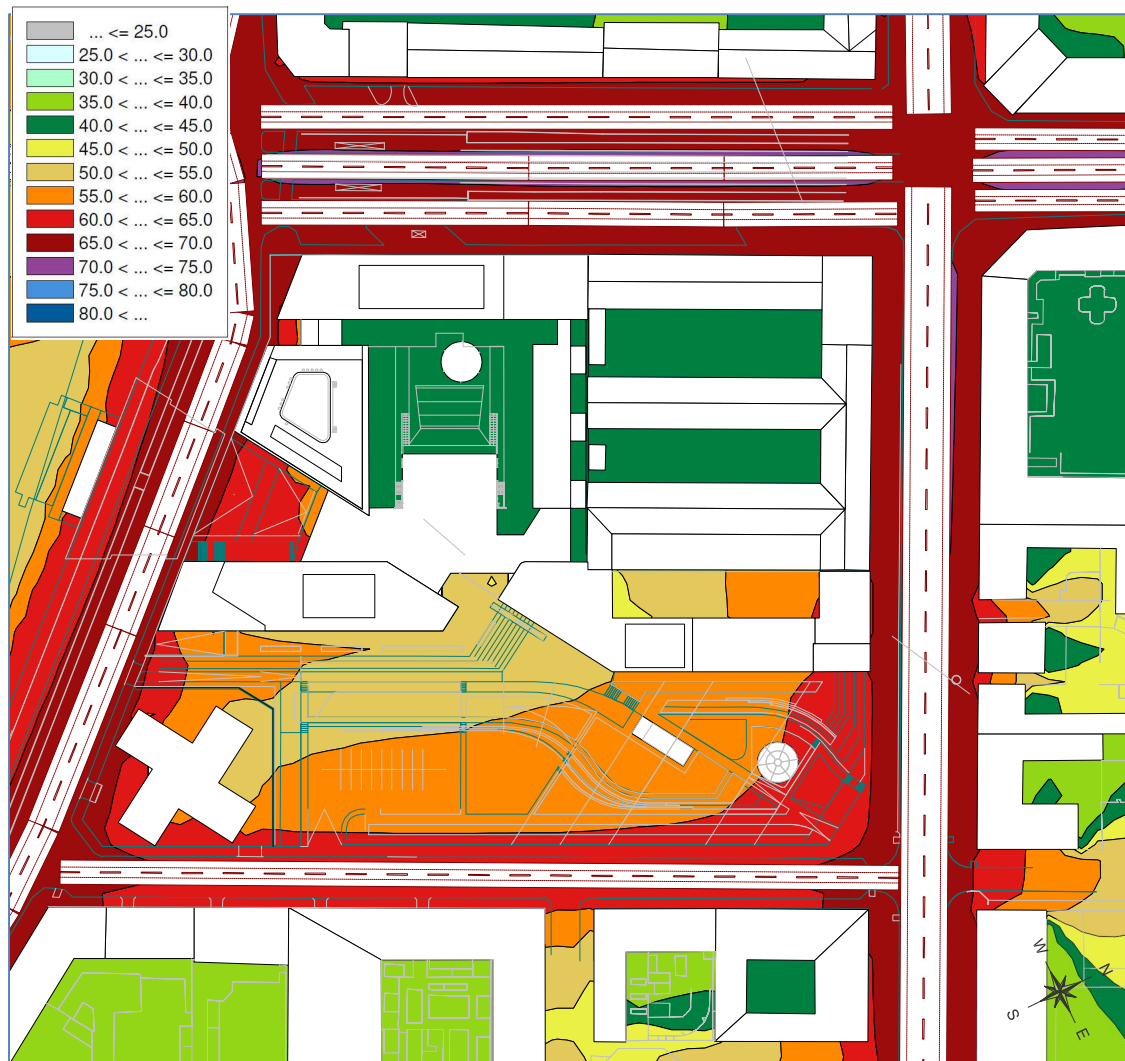 ... <= 25.0
25.0 < ... <= 30.0
30.0 < ... <= 35.0
35.0 < ... <= 40.0
40.0 < ... <= 45.0
45.0 < ... <= 50.0
50.0 < ... <= 55.0
55.0 < ... <= 60.0
60.0 < ... <= 65.0
65.0 < ... <= 70.0
70.0 < ... <= 75.0
75.0 < ... <= 80.0
80.0 < ...
W
N
S
E